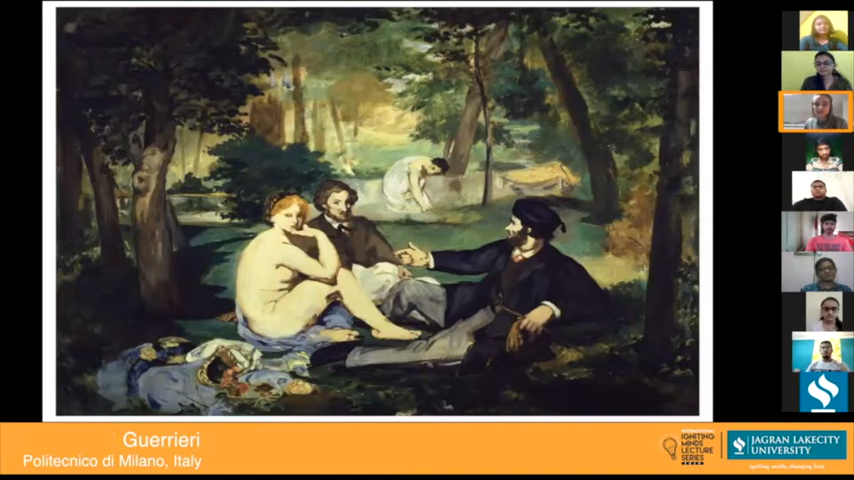 Guerrieri
Politecnico di Milano, Italy
INTERNATIONAL
IGNITING
MINDS
LECTURE
SERIES
JAGRAN LAKECITY
UNIVERSITY
igniting minds, changing lives